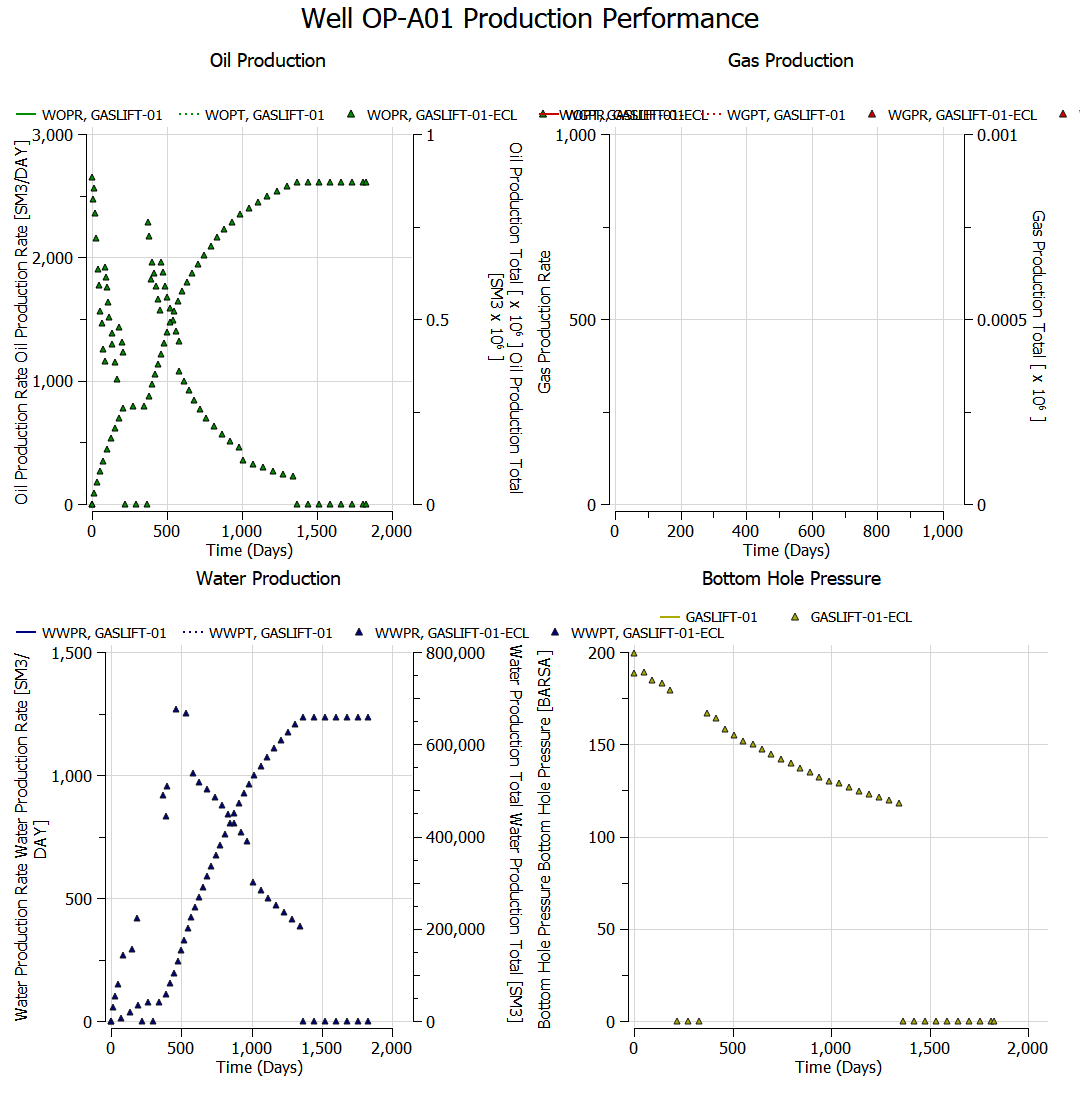 Well OP-A01 Production Performance
Oil Production
WOPR, GASLIFT-01 WOPT, GASLIFT-01 WOPR, GASLIFT-01-ECL
3,000
2,000
1,000
0
Oil Production Rate Oil Production Rate [SM3/DAY]
1
0.5
0
Oil Production Total [ x 10⁶ ] Oil Production Total
[SM3 x 10⁶ ]
0 500 1,000 1,500 2,000
Time (Days)
Gas Production
WGPT, GASLIFT-01 WGPR, GASLIFT-01-ECL
1,000
500
0
Gas Production Rate
0.001
0.0005
0
Gas Production Total [ x 10⁶ ]
0 200 400 600 800 1,000
Time (Days)
Water Production
WWPR, GASLIFT-01 WWPT, GASLIFT-01 WWPR, GASLIFT-01-ECL WWPT, GASLIFT-01-ECL
1,500
1,000
500
0
Water Production Rate Water Production Rate [SM3/
DAY]
800,000
600,000
400,000
200,000
0
Water Production Total Water Production Total [SM3]
0 500 1,000 1,500 2,000
Time (Days)
Bottom Hole Pressure
GASLIFT-01 GASLIFT-01-ECL
200
150
100
50
0
Bottom Hole Pressure Bottom Hole Pressure [BARSA]
0 500 1,000 1,500 2,000
Time (Days)